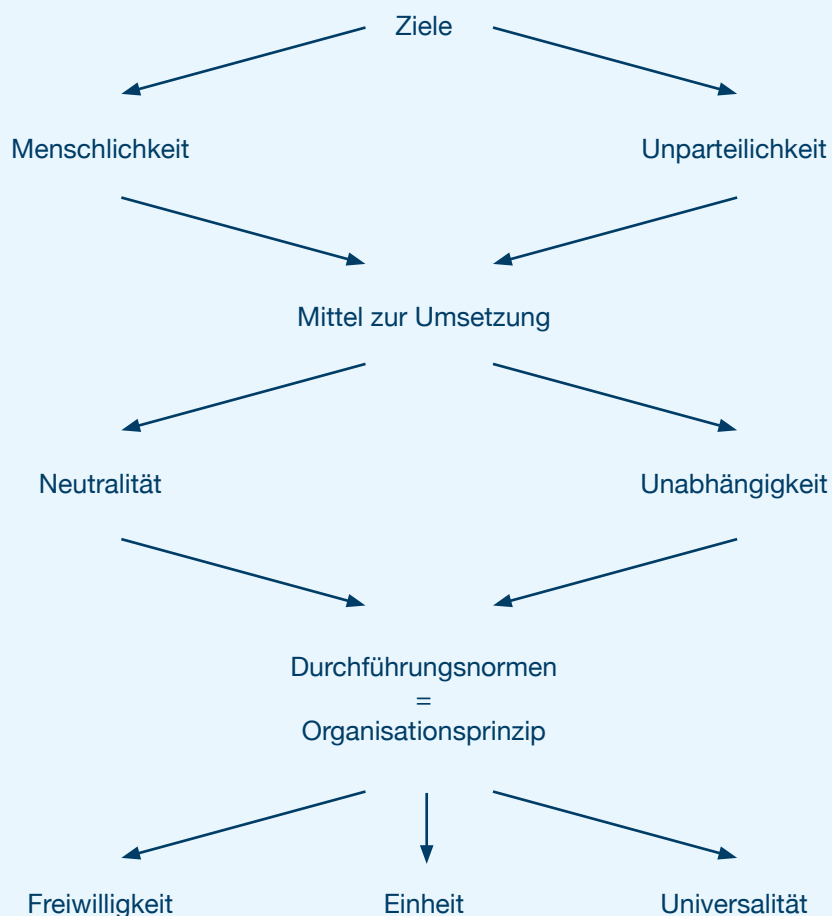 Ziele
Menschlichkeit
Unparteilichkeit
Mittel zur Umsetzung
Neutralität
Unabhängigkeit
Durchführungsnormen
=
Organisationsprinzip
Freiwilligkeit
Einheit
Universalität